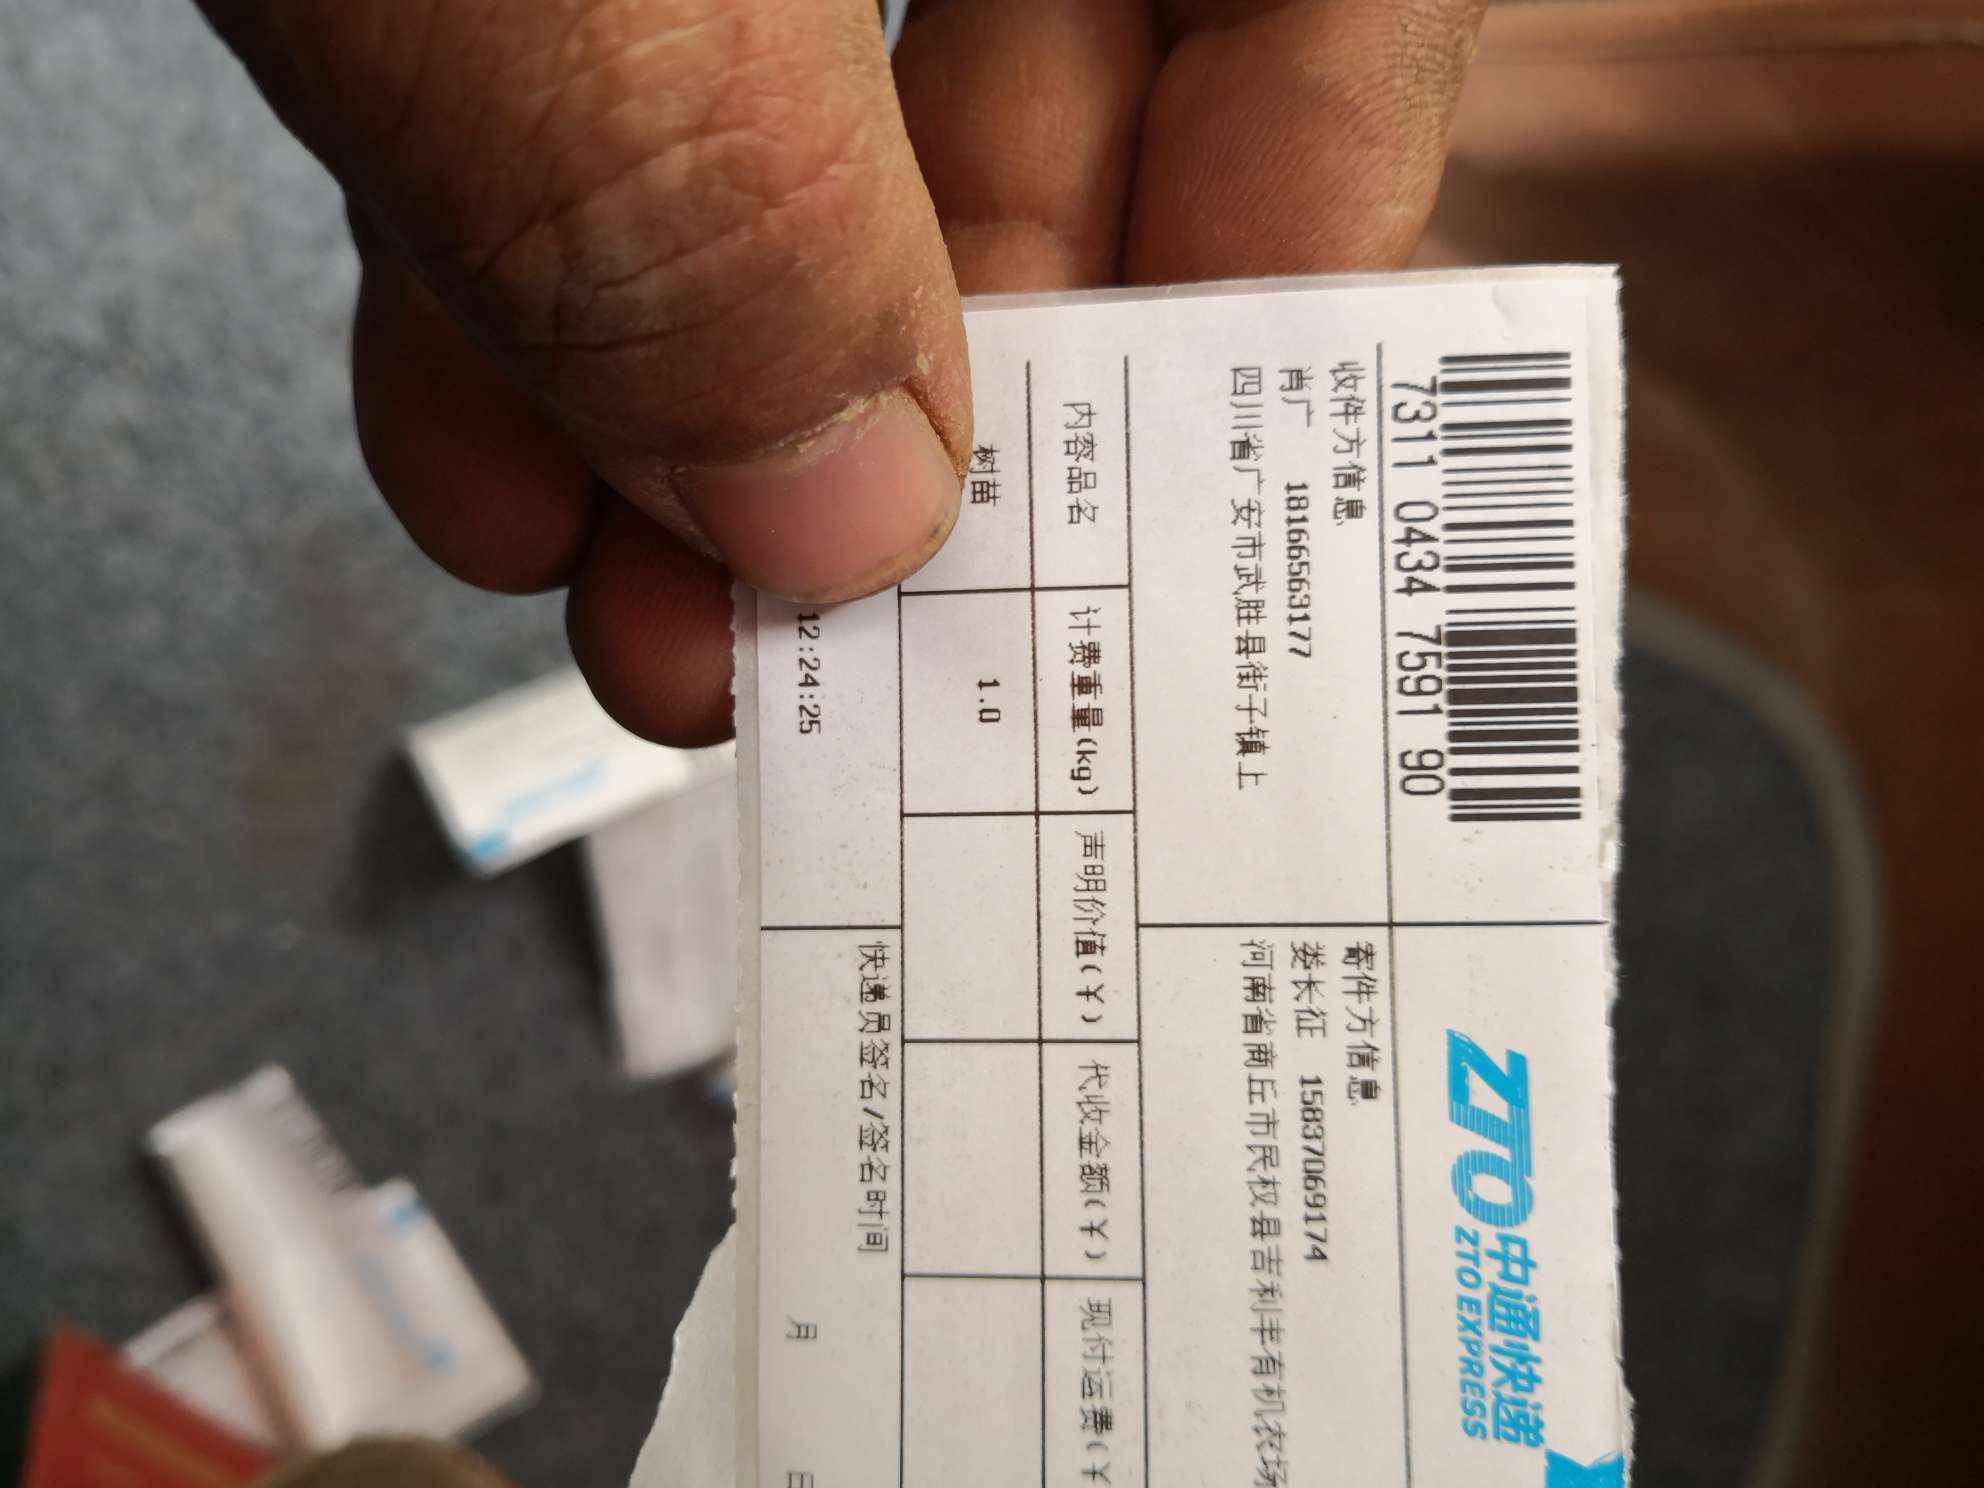 7311 0434 7591 90
ZTO 中通快递
ZTO EXPRESS
收件方信息
肖广 18166563177
四川省广安市武胜县街子镇上
寄件方信息
娄长征 15837069174
河南省商丘市民权县吉利丰有机农场
内容品名 计费重量(kg) 声明价值(¥) 代收金额(¥) 现付运费(¥
树苗 1.0
12:24:25
快递员签名/签名时间
月 日